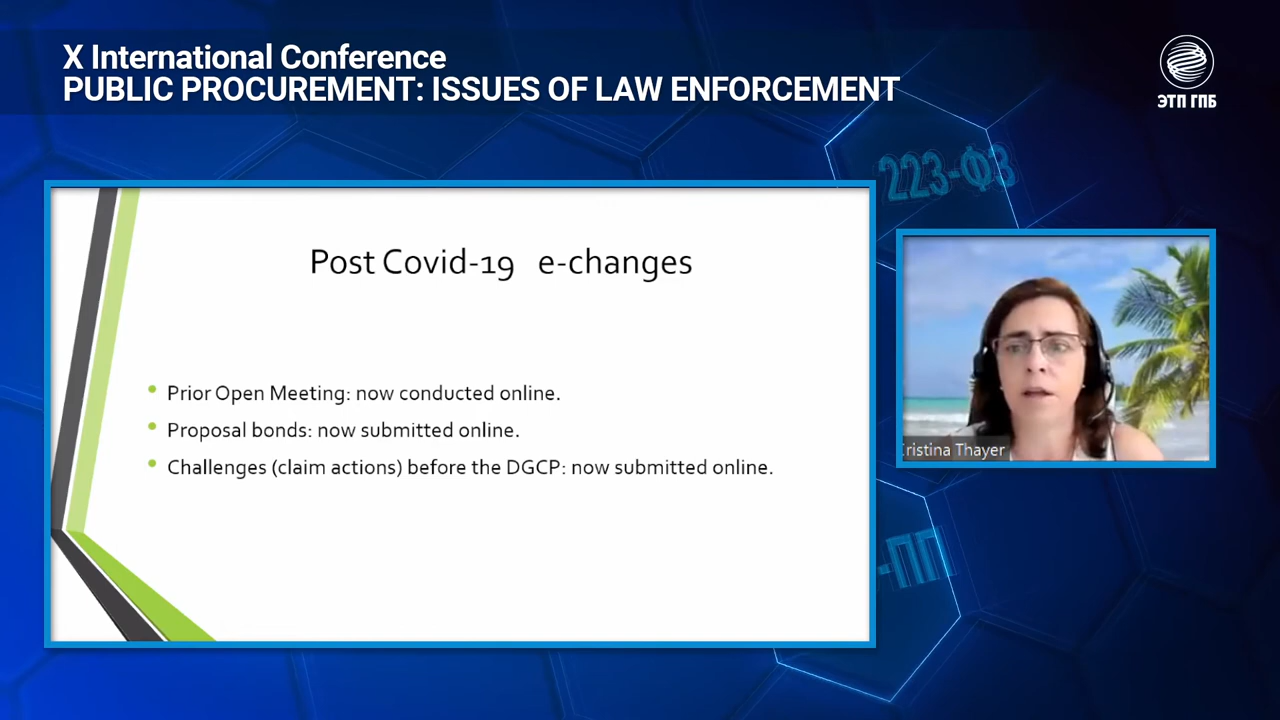 X International Conference
PUBLIC PROCUREMENT: ISSUES OF LAW ENFORCEMENT
ЭТП ГПБ
223-ФЗ
Post Covid-19 e-changes
Prior Open Meeting: now conducted online.
Proposal bonds: now submitted online.
Challenges (claim actions) before the DGCP: now submitted online.
ristina Thayer
-ПП